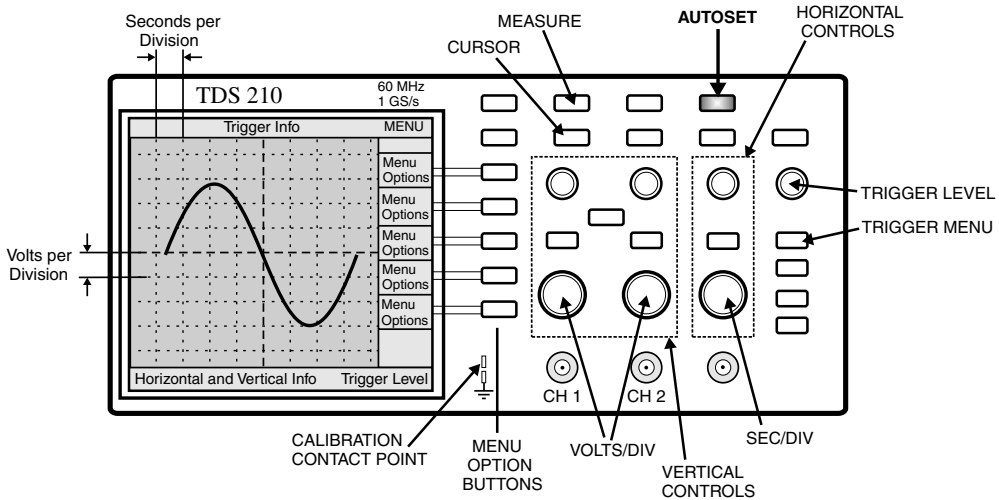 Seconds per
Division
MEASURE
CURSOR
AUTOSET
HORIZONTAL
CONTROLS
TDS 210
60 MHz
1 GS/s
Trigger Info
MENU
Menu
Options
Menu
Options
Menu
Options
Menu
Options
Menu
Options
Volts per
Division
TRIGGER LEVEL
TRIGGER MENU
Horizontal and Vertical Info
Trigger Level
CH 1
CH 2
CALIBRATION
CONTACT POINT
MENU
OPTION
BUTTONS
VOLTS/DIV
VERTICAL
CONTROLS
SEC/DIV